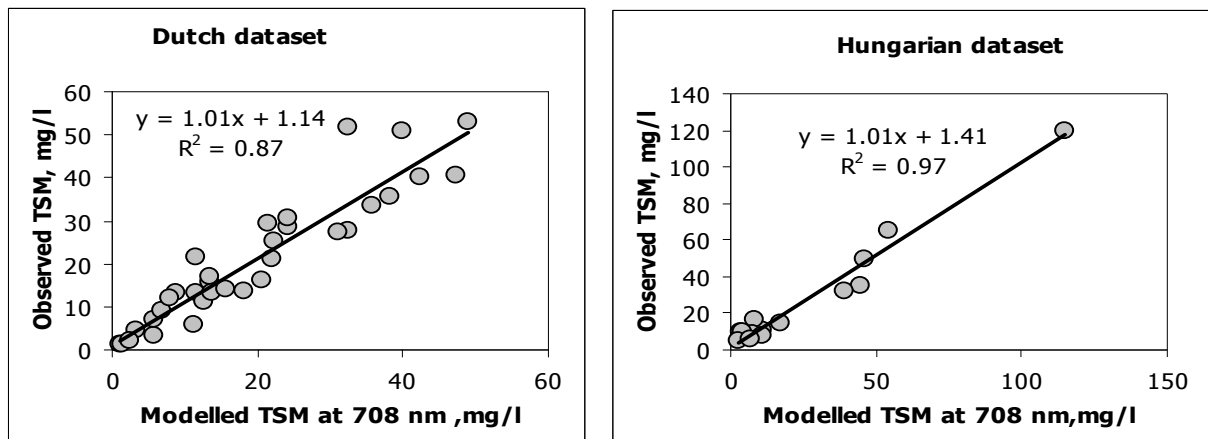 Dutch dataset
y = 1.01x + 1.14
R² = 0.87
60
50
40
30
20
10
0
0 20 40 60
Observed TSM, mg/l
Modelled TSM at 708 nm ,mg/l
Hungarian dataset
y = 1.01x + 1.41
R² = 0.97
140
120
100
80
60
40
20
0
0 50 100 150
Observed TSM, mg/l
Modelled TSM at 708 nm,mg/l